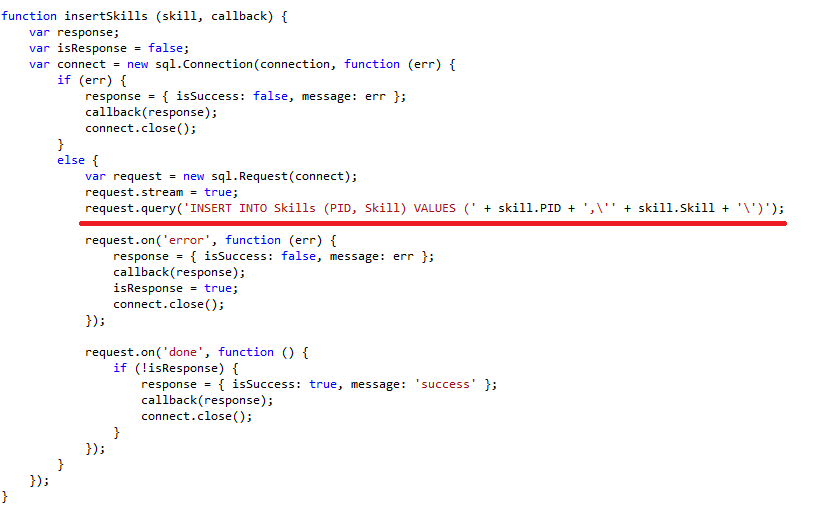 function insertSkills (skill, callback) {
    var response;
    var isResponse = false;
    var connect = new sql.Connection(connection, function (err) {
        if (err) {
            response = { isSuccess: false, message: err };
            callback(response);
            connect.close();
        }
        else {
            var request = new sql.Request(connect);
            request.stream = true;
            request.query('INSERT INTO Skills (PID, Skill) VALUES (' + skill.PID + ',\'' + skill.Skill + '\')');
            request.on('error', function (err) {
                response = { isSuccess: false, message: err };
                callback(response);
                isResponse = true;
                connect.close();
            });
            request.on('done', function () {
                if (!isResponse) {
                    response = { isSuccess: true, message: 'success' };
                    callback(response);
                    connect.close();
                }
            });
        }
    });
}